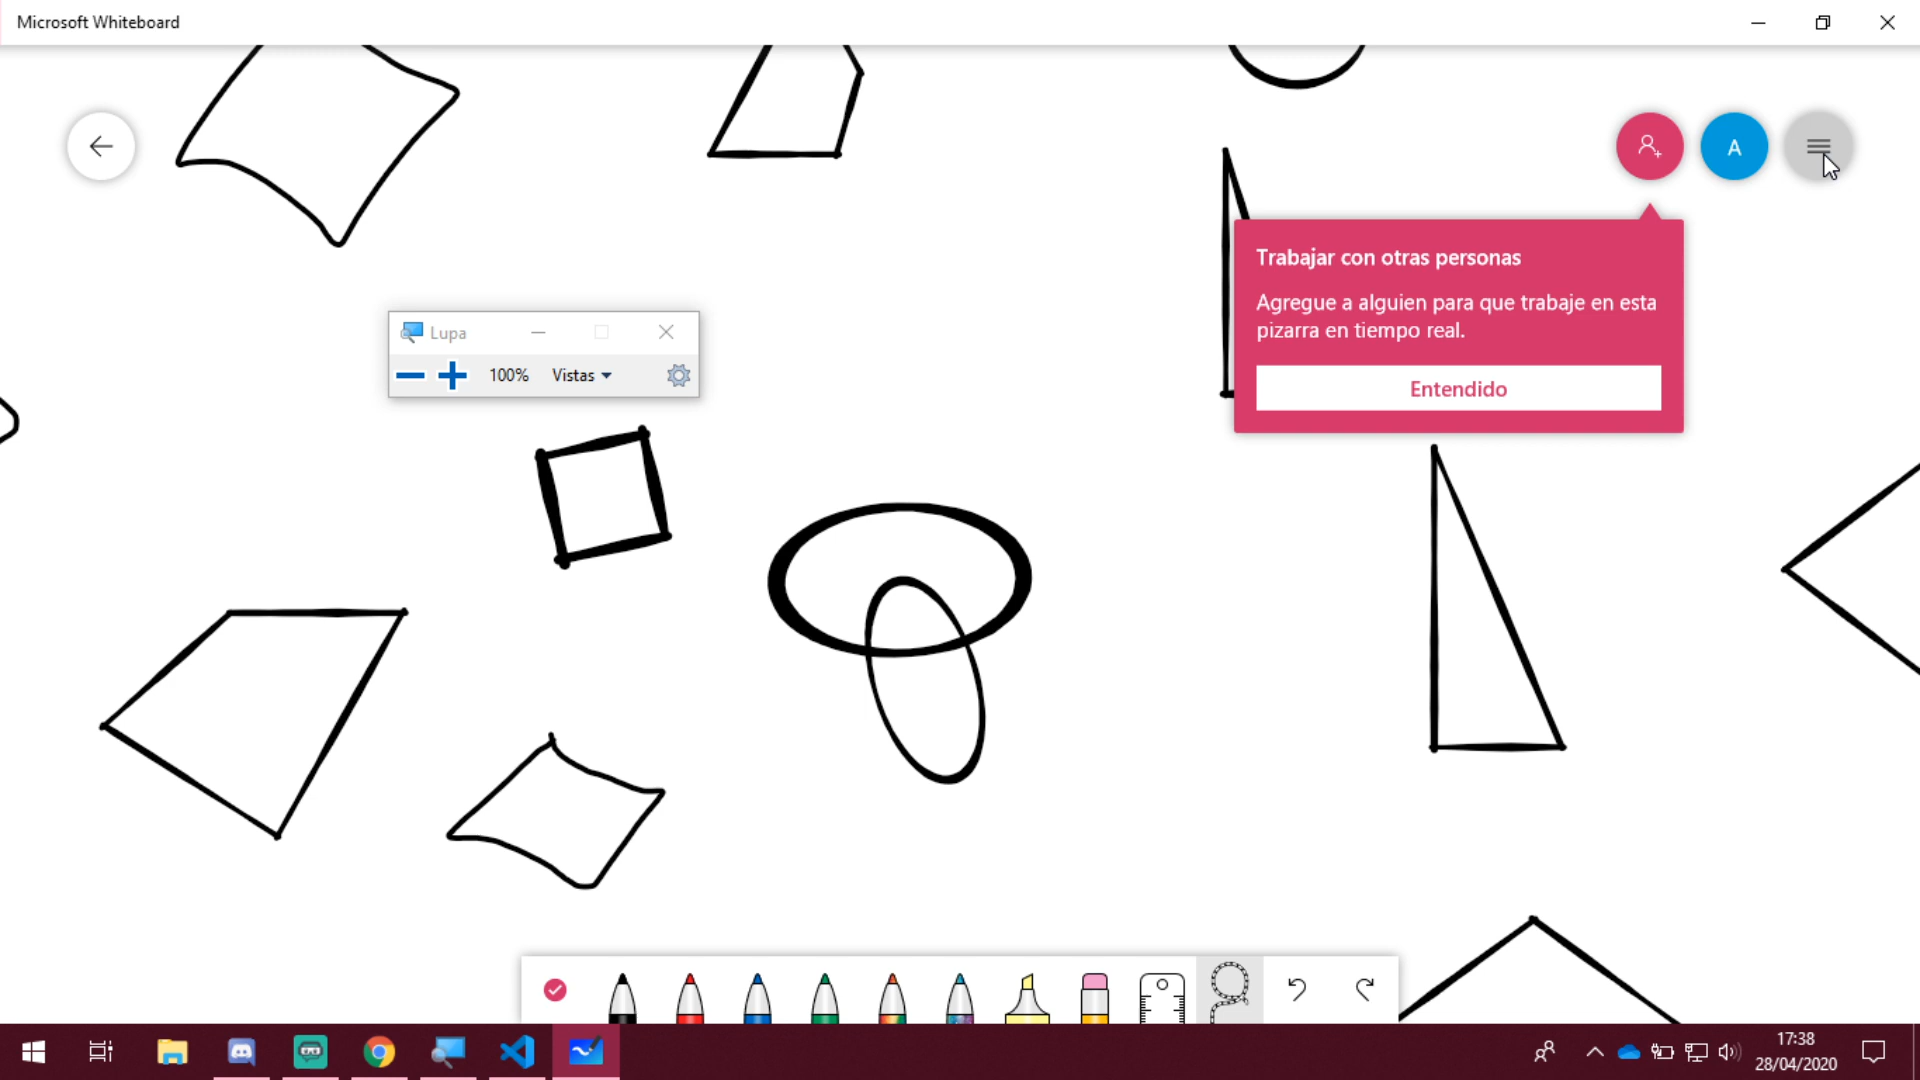 Microsoft Whiteboard
A
Trabajar con otras personas
Agregue a alguien para que trabaje en esta
pizarra en tiempo real.
Entendido
Lupa
100% Vistas
17:38
28/04/2020